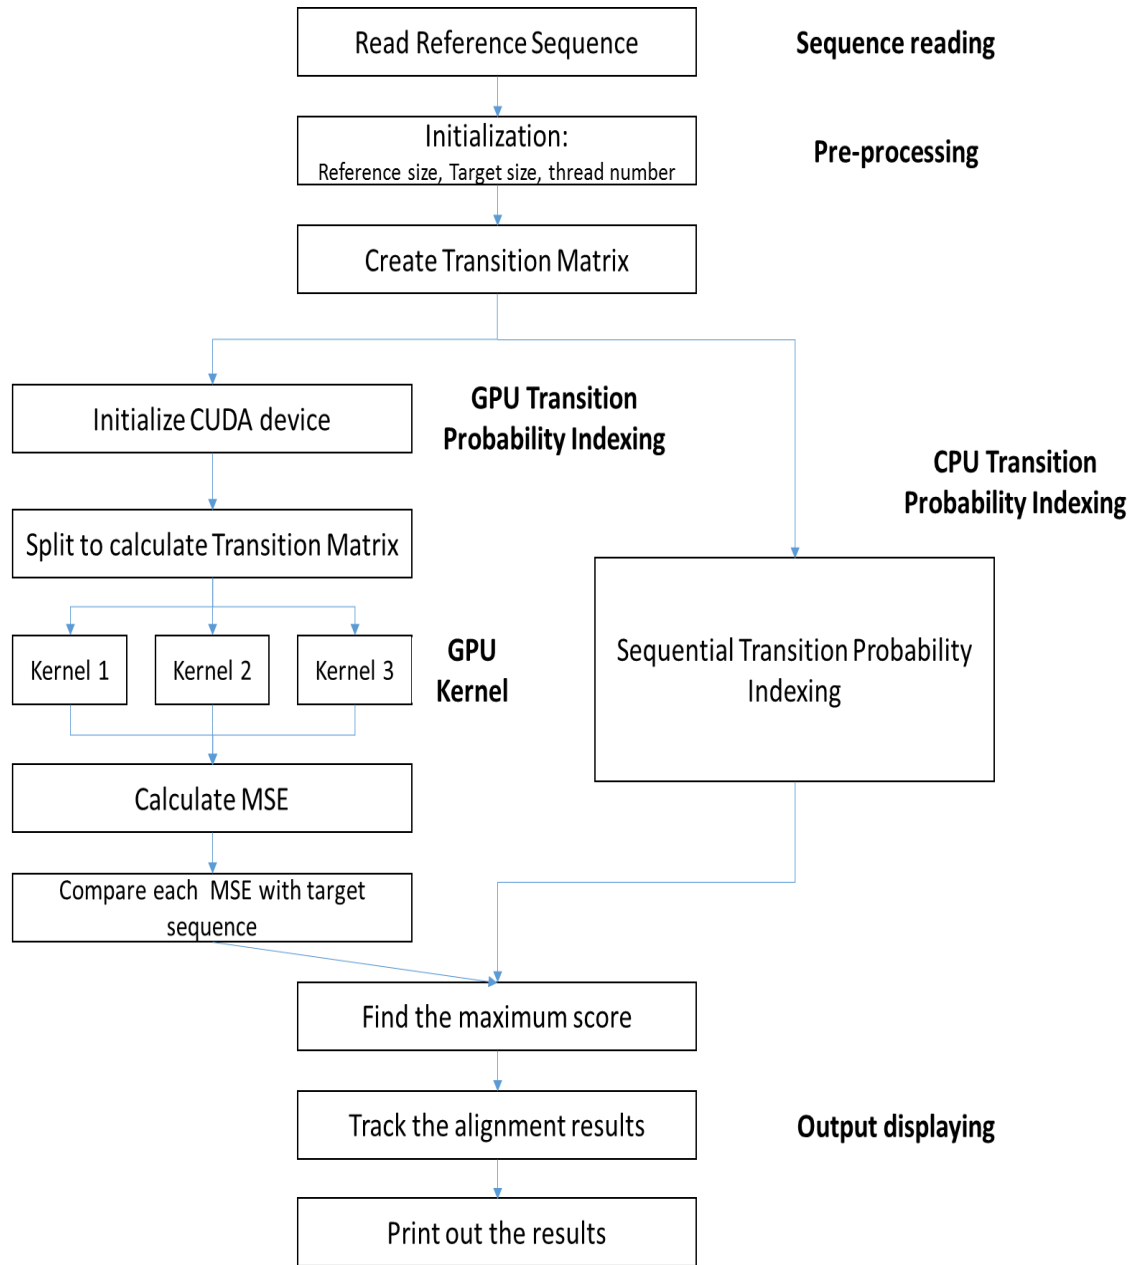 Read Reference Sequence
Sequence reading
Initialization:
Reference size, Target size, thread number
Pre-processing
Create Transition Matrix
Initialize CUDA device
GPU Transition
Probability Indexing
CPU Transition
Probability Indexing
Split to calculate Transition Matrix
Kernel 1
Kernel 2
Kernel 3
GPU
Kernel
Sequential Transition Probability
Indexing
Calculate MSE
Compare each MSE with target
sequence
Find the maximum score
Track the alignment results
Output displaying
Print out the results